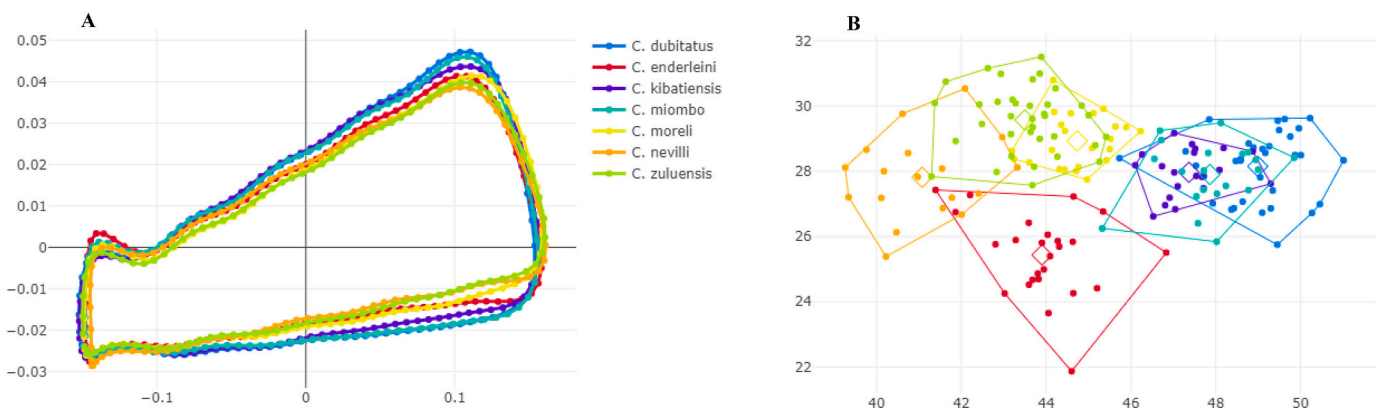 A
0.05
0.04
0.03
0.02
0.01
0
−0.01
−0.02
−0.03
−0.1
0
0.1
C. dubitatus
C. enderleini
C. kibatiensis
C. miombo
C. moreli
C. nevilli
C. zuluensis
B
32
30
28
26
24
22
40
42
44
46
48
50